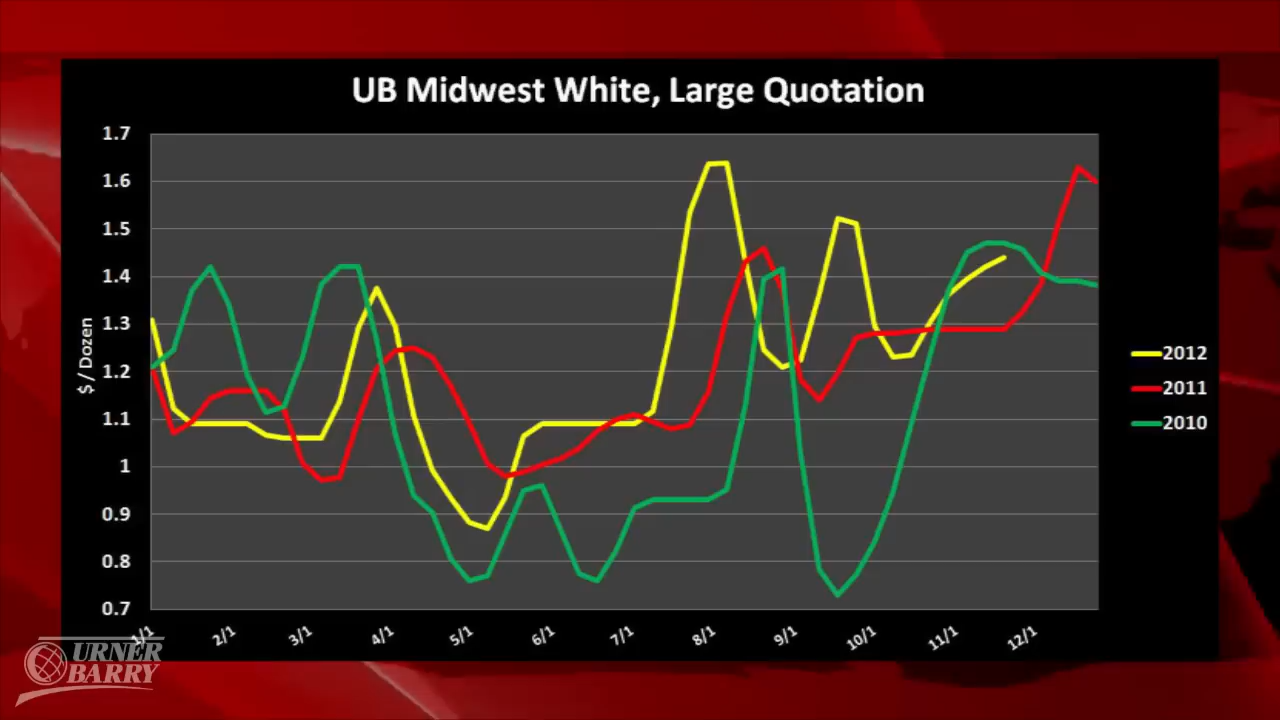 UB Midwest White, Large Quotation
1.7
1.6
1.5
1.4
1.3
1.2
1.1
1
0.9
0.8
0.7
$ / Dozen
1/1 2/1 3/1 4/1 5/1 6/1 7/1 8/1 9/1 10/1 11/1 12/1
2012
2011
2010
URNER
BARRY